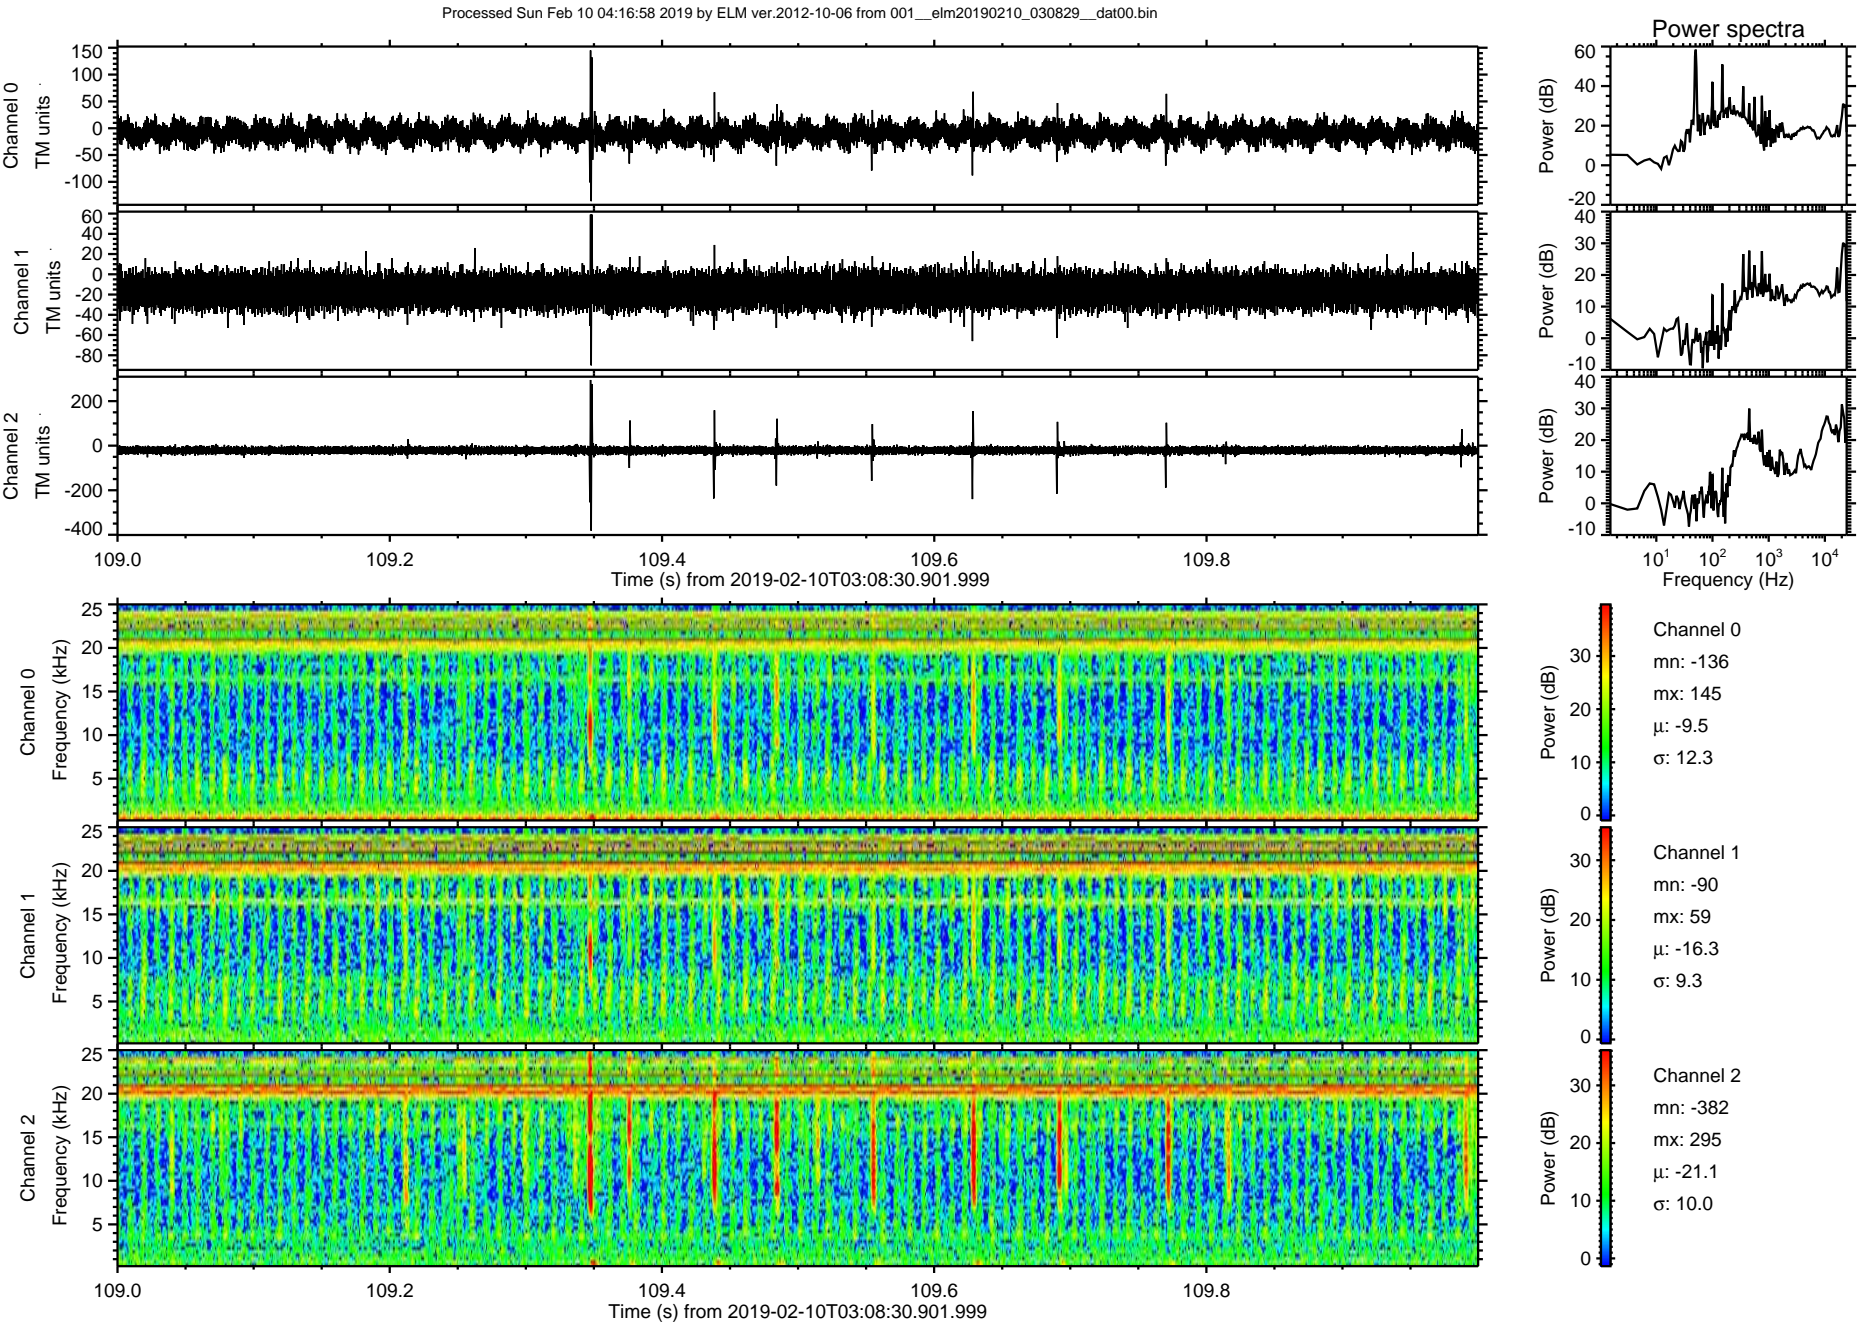 Processed Sun Feb 10 04:16:58 2019 by ELM ver.2012-10-06 from 001__elm20190210_030829__dat00.bin
Power spectra
Channel 0
TM units
150
100
50
0
-50
-100
Power (dB)
60
40
20
0
-20
Channel 1
TM units
60
40
20
0
-20
-40
-60
-80
Power (dB)
40
30
20
10
0
-10
Channel 2
TM units
200
0
-200
-400
Power (dB)
40
30
20
10
0
-10
109.0 109.2 109.4 109.6 109.8
Time (s) from 2019-02-10T03:08:30.901.999
10¹ 10² 10³ 10⁴
Frequency (Hz)
Channel 0
Frequency (kHz)
25
20
15
10
5
Power (dB)
30
20
10
0
Channel 0
mn: -136
mx: 145
μ: -9.5
σ: 12.3
Channel 1
Frequency (kHz)
25
20
15
10
5
Power (dB)
30
20
10
0
Channel 1
mn: -90
mx: 59
μ: -16.3
σ: 9.3
Channel 2
Frequency (kHz)
25
20
15
10
5
Power (dB)
30
20
10
0
Channel 2
mn: -382
mx: 295
μ: -21.1
σ: 10.0
109.0 109.2 109.4 109.6 109.8
Time (s) from 2019-02-10T03:08:30.901.999